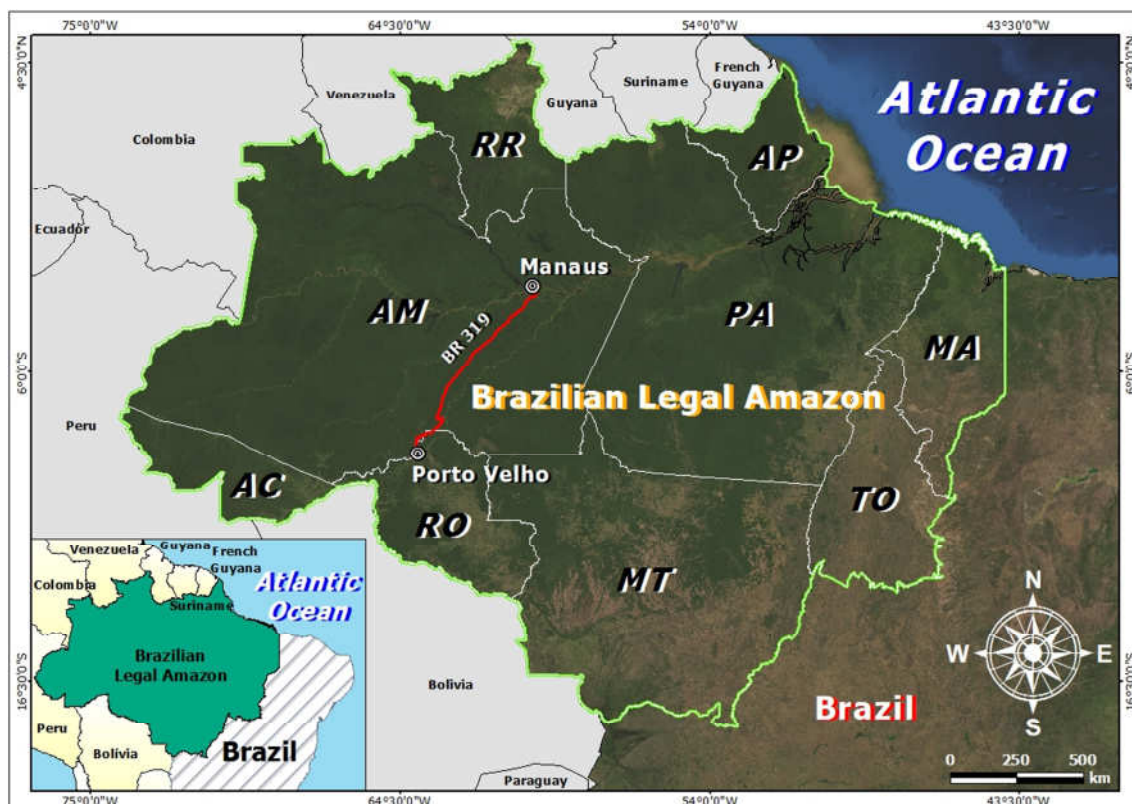 75°0'0"W
64°30'0"W
54°0'0"W
43°30'0"W
4°30'0"N
4°30'0"N
Venezuela
Guyana
Suriname
French
Guyana
Atlantic
Ocean
Colombia
RR
AP
Ecuador
Manaus
AM
BR 319
PA
MA
6°0'0"S
6°0'0"S
Brazilian Legal Amazon
Peru
Porto Velho
AC
RO
TO
MT
Venezuela
Guyana
French
Guyana
Colombia
Suriname
Atlantic
Ocean
Brazilian
Legal Amazon
Peru
Bolívia
Brazil
Bolivia
Brazil
Paraguay
N
W
E
S
16°30'0"S
16°30'0"S
0 250 500
km
75°0'0"W
64°30'0"W
54°0'0"W
43°30'0"W